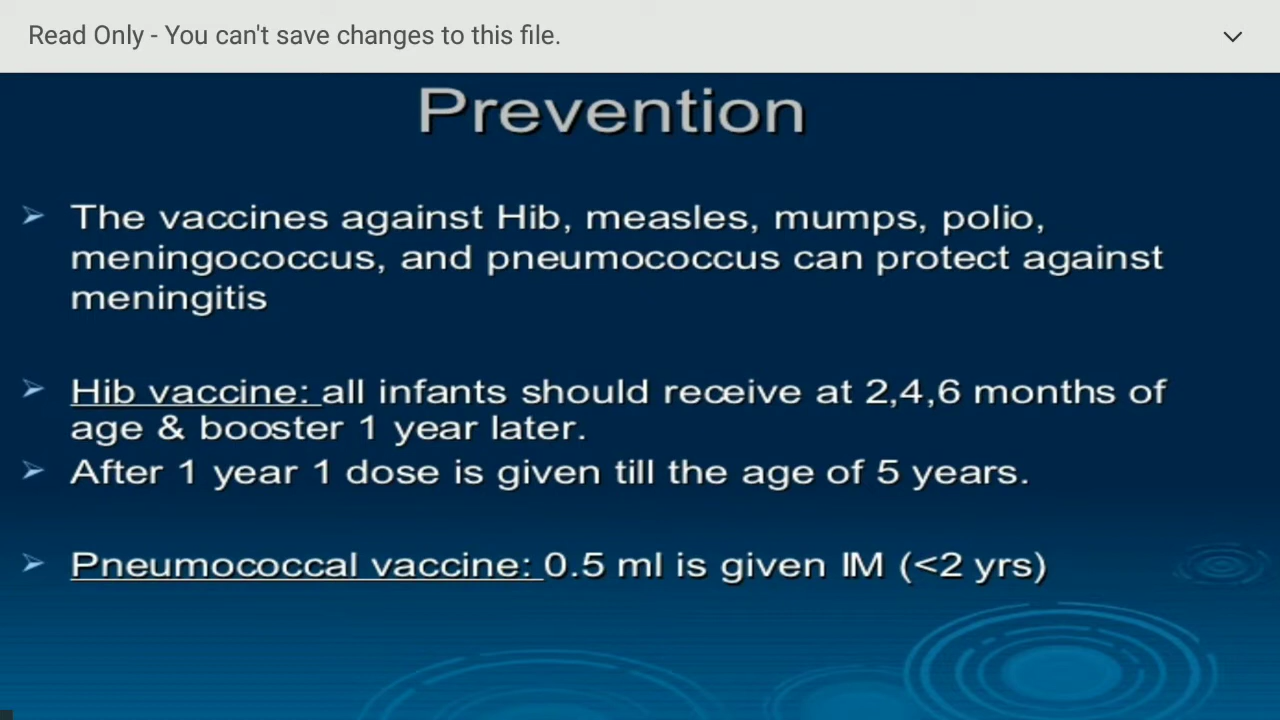 Read Only - You can't save changes to this file.
Prevention
The vaccines against Hib, measles, mumps, polio,
meningococcus, and pneumococcus can protect against
meningitis
Hib vaccine: all infants should receive at 2,4,6 months of
age & booster 1 year later.
After 1 year 1 dose is given till the age of 5 years.
Pneumococcal vaccine: 0.5 ml is given IM (<2 yrs)